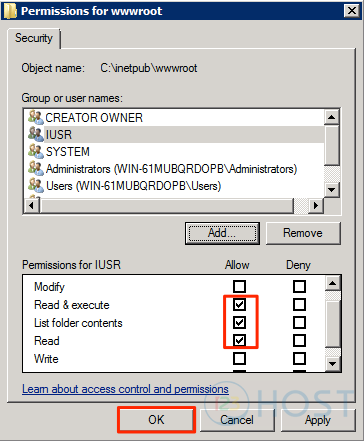 Permissions for wwwroot
Security
Object name: C:\inetpub\wwwroot
Group or user names:
CREATOR OWNER
IUSR
SYSTEM
Administrators (WIN-61MUBQRDOPB\Administrators)
Users (WIN-61MUBQRDOPB\Users)
Add... Remove
Permissions for IUSR Allow Deny
Modify
Read & execute
List folder contents
Read
Write
Learn about access control and permissions
HOST
OK Cancel Apply